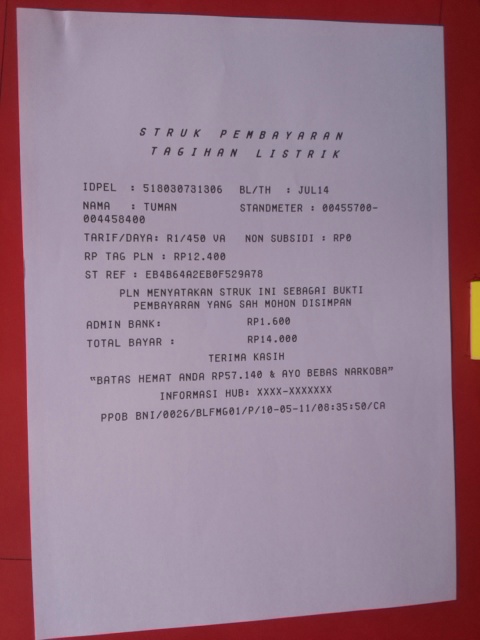 STRUK PEMBAYARAN
TAGIHAN LISTRIK
IDPEL : 518030731306 BL/TH : JUL14
NAMA : TUMAN STANDMETER : 00455700-
004458400
TARIF/DAYA: R1/450 VA NON SUBSIDI : RP0
RP TAG PLN : RP12.400
ST REF : EB4B64A2EB0F529A78
PLN MENYATAKAN STRUK INI SEBAGAI BUKTI
PEMBAYARAN YANG SAH MOHON DISIMPAN
ADMIN BANK: RP1.600
TOTAL BAYAR : RP14.000
TERIMA KASIH
"BATAS HEMAT ANDA RP57.140 & AYO BEBAS NARKOBA"
INFORMASI HUB: XXXX-XXXXXXX
PPOB BNI/0026/BLFMG01/P/10-05-11/08:35:50/CA